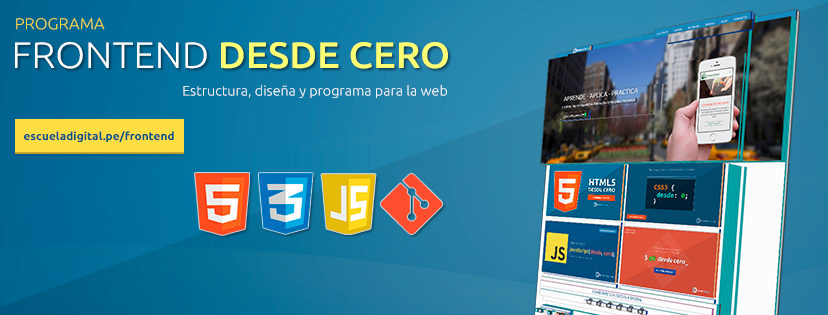 PROGRAMA
FRONTEND DESDE CERO
Estructura, diseña y programa para la web
escueladigital.pe/frontend
5
3
JS
APRENDE - APLICA - PRACTICA
5
HTML5
DESDE CERO
CSS3 {
desde: 0;
}
JS
javaScript(desde, cero);
desde cero